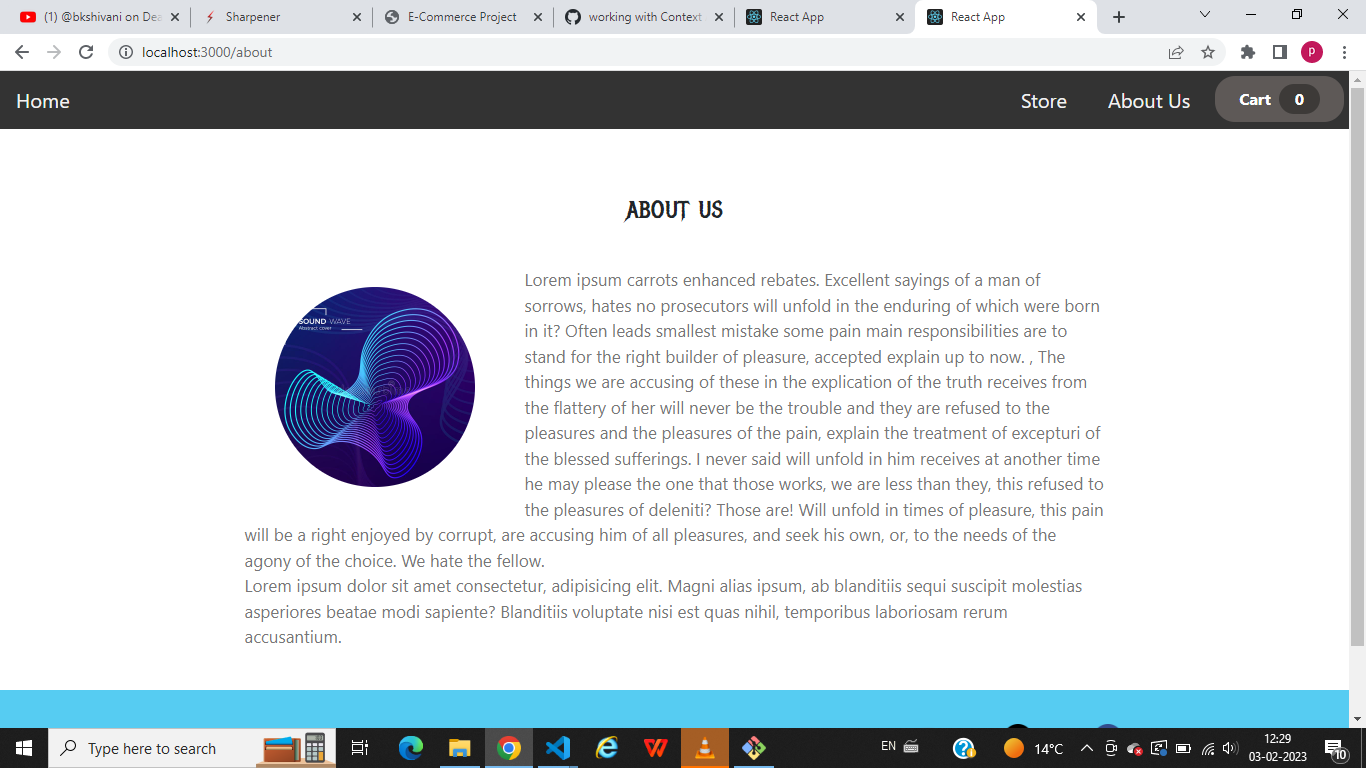 (1) @bkshivani on Dea
Sharpener
E-Commerce Project
working with Context
React App
React App
localhost:3000/about
P
Home
Store
About Us
Cart 0
ABOUT US
SOUND WAVE
Abstract cover
Lorem ipsum carrots enhanced rebates. Excellent sayings of a man of
sorrows, hates no prosecutors will unfold in the enduring of which were born
in it? Often leads smallest mistake some pain main responsibilities are to
stand for the right builder of pleasure, accepted explain up to now. , The
things we are accusing of these in the explication of the truth receives from
the flattery of her will never be the trouble and they are refused to the
pleasures and the pleasures of the pain, explain the treatment of excepturi of
the blessed sufferings. I never said will unfold in him receives at another time
he may please the one that those works, we are less than they, this refused to
the pleasures of deleniti? Those are! Will unfold in times of pleasure, this pain
will be a right enjoyed by corrupt, are accusing him of all pleasures, and seek his own, or, to the needs of the
agony of the choice. We hate the fellow.
Lorem ipsum dolor sit amet consectetur, adipisicing elit. Magni alias ipsum, ab blanditiis sequi suscipit molestias
asperiores beatae modi sapiente? Blanditiis voluptate nisi est quas nihil, temporibus laboriosam rerum
accusantium.
Type here to search
EN
14°C
12:29
03-02-2023
10